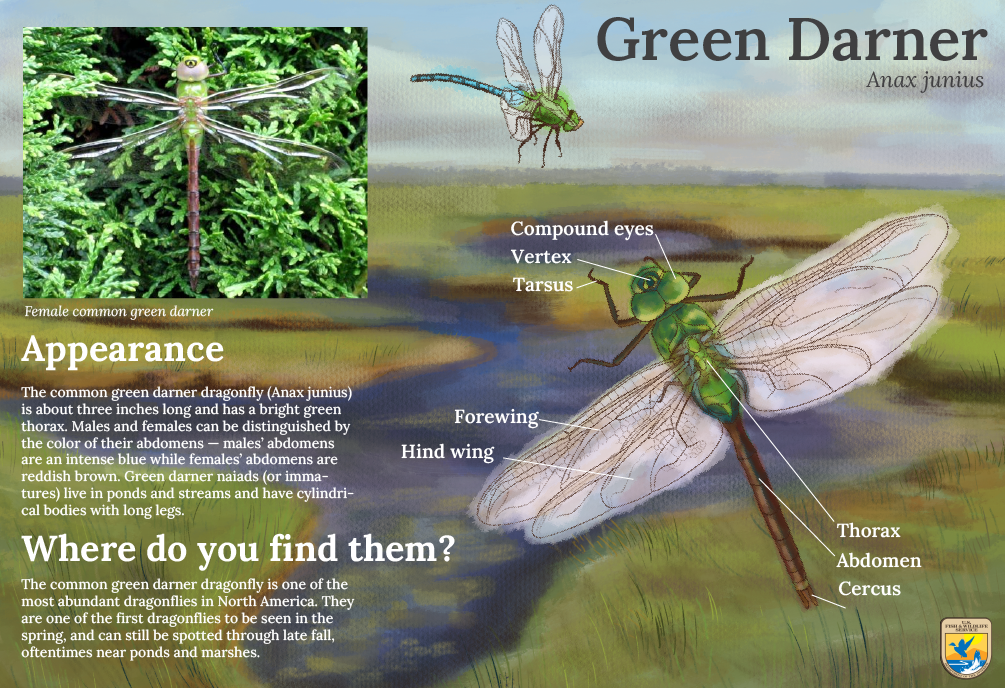 Green Darner
Anax junius
Female common green darner
Appearance
The common green darner dragonfly (Anax junius)
is about three inches long and has a bright green
thorax. Males and females can be distinguished by
the color of their abdomens — males’ abdomens
are an intense blue while females’ abdomens are
reddish brown. Green darner naiads (or imma-
tures) live in ponds and streams and have cylindri-
cal bodies with long legs.
Where do you find them?
The common green darner dragonfly is one of the
most abundant dragonflies in North America. They
are one of the first dragonflies to be seen in the
spring, and can still be spotted through late fall,
oftentimes near ponds and marshes.
Compound eyes
Vertex
Tarsus
Forewing
Hind wing
Thorax
Abdomen
Cercus
U.S.
FISH & WILDLIFE
SERVICE